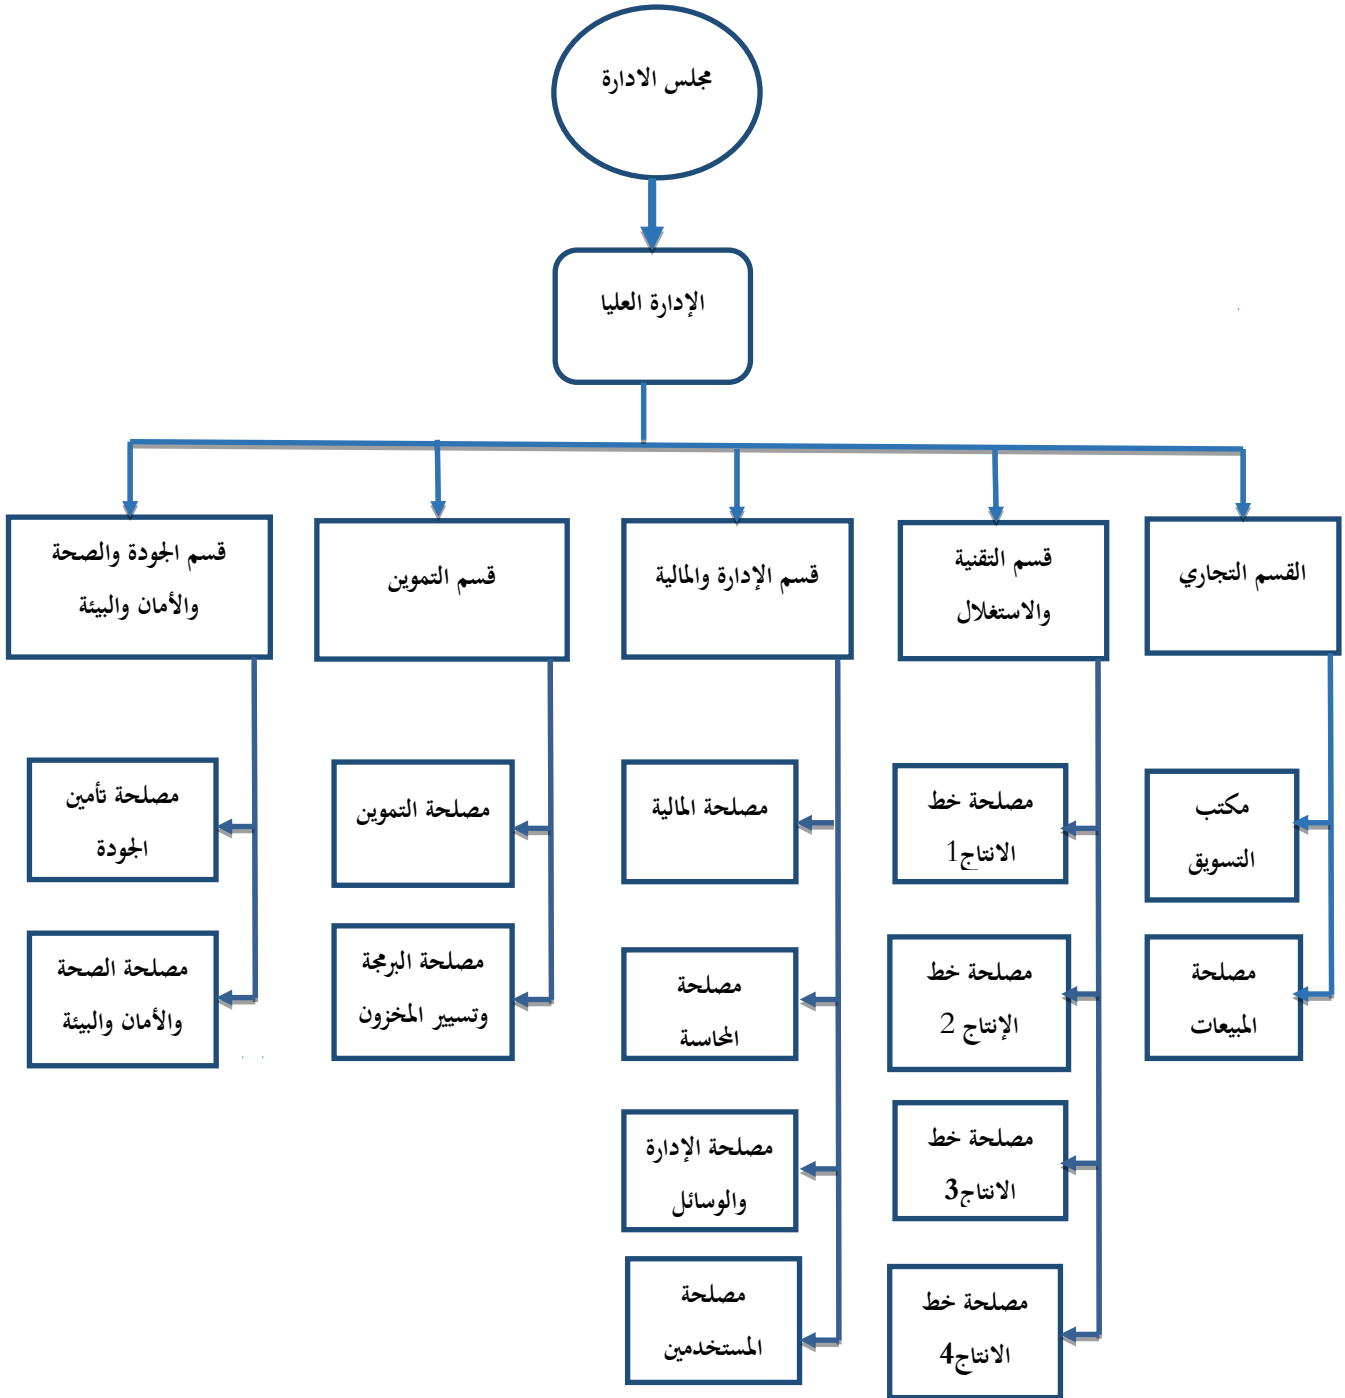 مجلس الادارة
الإدارة العليا
القسم التجاري
قسم التقنية
والاستغلال
قسم الإدارة والمالية
قسم التموين
قسم الجودة والصحة
والأمان والبيئة
مكتب
التسويق
مصلحة
المبيعات
مصلحة خط
الانتاج1
مصلحة خط
الإنتاج 2
مصلحة خط
الانتاج3
مصلحة خط
الانتاج4
مصلحة المالية
مصلحة
المحاسبة
مصلحة الإدارة
والوسائل
مصلحة
المستخدمين
مصلحة التموين
مصلحة البرمجة
وتسيير المخزون
مصلحة تأمين
الجودة
مصلحة الصحة
والأمان والبيئة